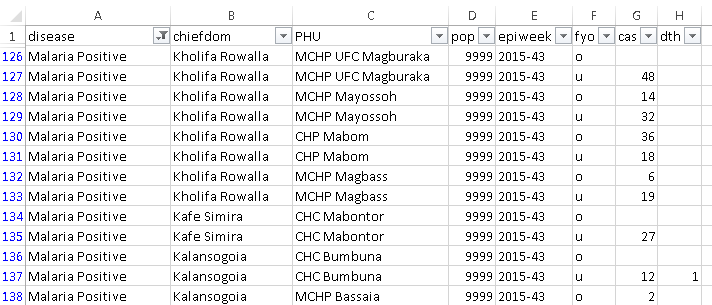 A B C D E F G H
1 disease chiefdom PHU pop epiweek fyo cas dth
126 Malaria Positive Kholifa Rowalla MCHP UFC Magburaka 9999 2015-43 o
127 Malaria Positive Kholifa Rowalla MCHP UFC Magburaka 9999 2015-43 u 48
128 Malaria Positive Kholifa Rowalla MCHP Mayossoh 9999 2015-43 o 14
129 Malaria Positive Kholifa Rowalla MCHP Mayossoh 9999 2015-43 u 32
130 Malaria Positive Kholifa Rowalla CHP Mabom 9999 2015-43 o 36
131 Malaria Positive Kholifa Rowalla CHP Mabom 9999 2015-43 u 18
132 Malaria Positive Kholifa Rowalla MCHP Magbass 9999 2015-43 o 6
133 Malaria Positive Kholifa Rowalla MCHP Magbass 9999 2015-43 u 19
134 Malaria Positive Kafe Simira CHC Mabontor 9999 2015-43 o
135 Malaria Positive Kafe Simira CHC Mabontor 9999 2015-43 u 27
136 Malaria Positive Kalansogoia CHC Bumbuna 9999 2015-43 o
137 Malaria Positive Kalansogoia CHC Bumbuna 9999 2015-43 u 12 1
138 Malaria Positive Kalansogoia MCHP Bassaia 9999 2015-43 o 2